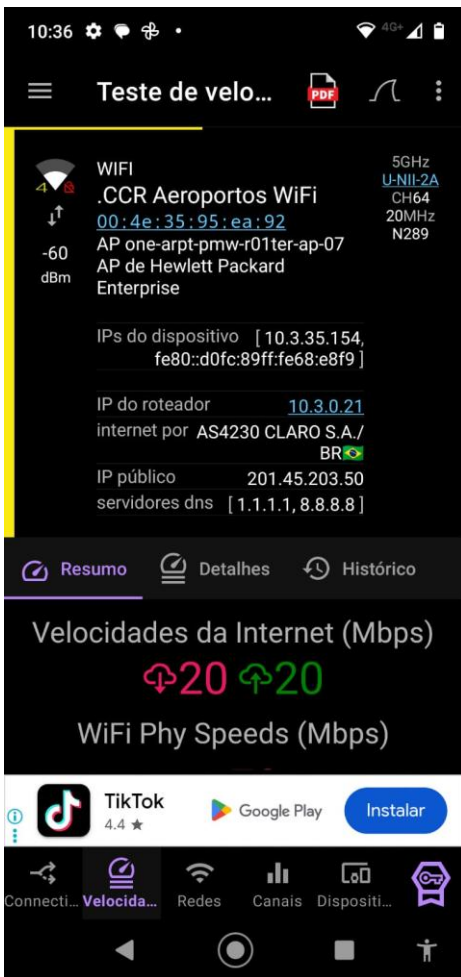 10:36
4G+
Teste de velo...
PDF
WIFI
.CCR Aeroportos WiFi
00:4e:35:95:ea:92
AP one-arpt-pmw-r01ter-ap-07
AP de Hewlett Packard
Enterprise
4
-60
dBm
5GHz
U-NII-2A
CH64
20MHz
N289
IPs do dispositivo [ 10.3.35.154,
fe80::d0fc:89ff:fe68:e8f9 ]
IP do roteador 10.3.0.21
internet por AS4230 CLARO S.A./
BR
IP público 201.45.203.50
servidores dns [ 1.1.1.1, 8.8.8.8 ]
Resumo Detalhes Histórico
Velocidades da Internet (Mbps)
20 20
WiFi Phy Speeds (Mbps)
TikTok
4.4 ★
Google Play
Instalar
Connecti... Velocida... Redes Canais Dispositi...